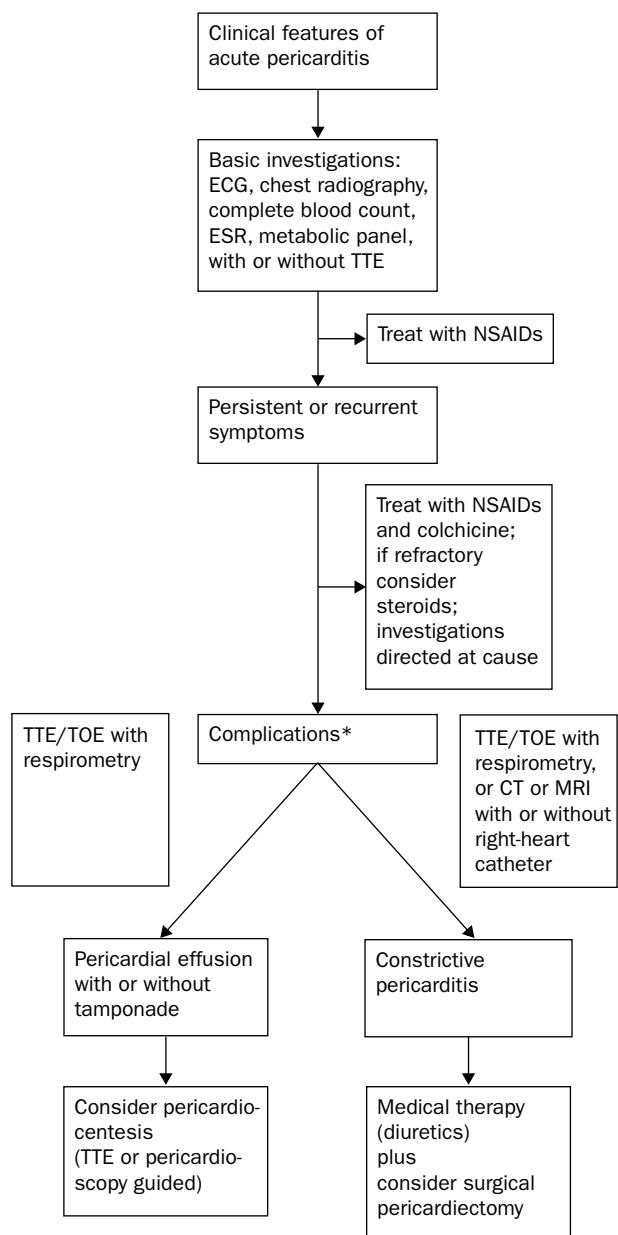 Clinical features of
acute pericarditis
Basic investigations:
ECG, chest radiography,
complete blood count,
ESR, metabolic panel,
with or without TTE
Treat with NSAIDs
Persistent or recurrent
symptoms
Treat with NSAIDs
and colchicine;
if refractory
consider
steroids;
investigations
directed at cause
TTE/TOE with
respirometry
Complications*
TTE/TOE with
respirometry,
or CT or MRI
with or without
right-heart
catheter
Pericardial effusion
with or without
tamponade
Constrictive
pericarditis
Consider pericardio-
centesis
(TTE or pericardio-
scopy guided)
Medical therapy
(diuretics)
plus
consider surgical
pericardiectomy